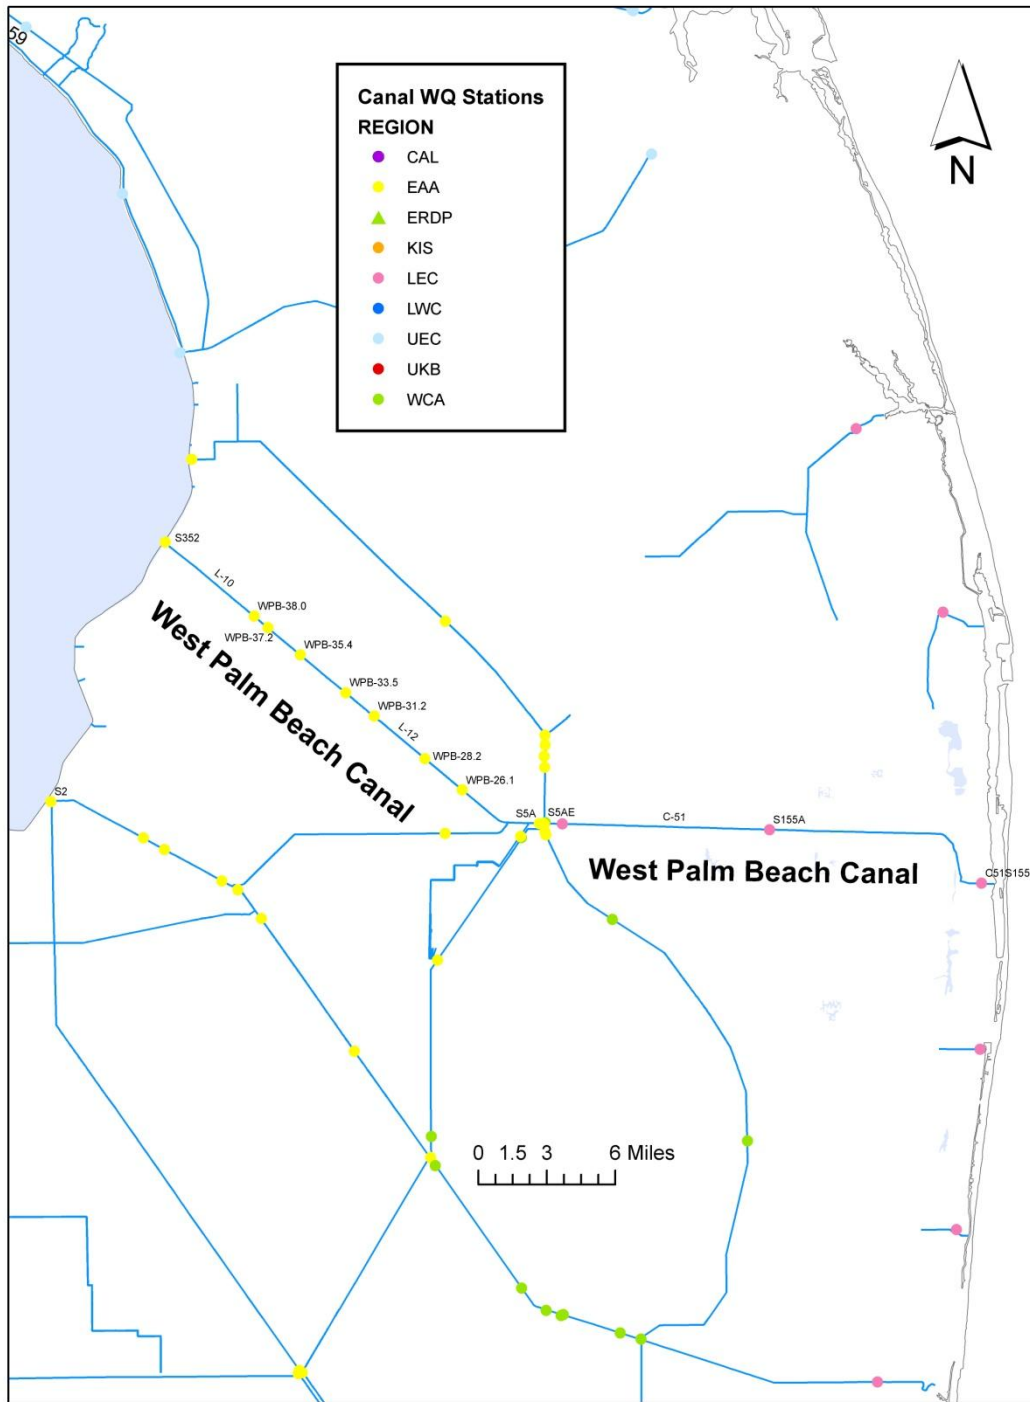 59
Canal WQ Stations
REGION
CAL
EAA
ERDP
KIS
LEC
LWC
UEC
UKB
WCA
N
S352
L-10
WPB-38.0
WPB-37.2
WPB-35.4
WPB-33.5
WPB-31.2
L-12
WPB-28.2
WPB-26.1
West Palm Beach Canal
S2
S5A
S5AE
C-51
S155A
C51S155
West Palm Beach Canal
0 1.5 3 6 Miles